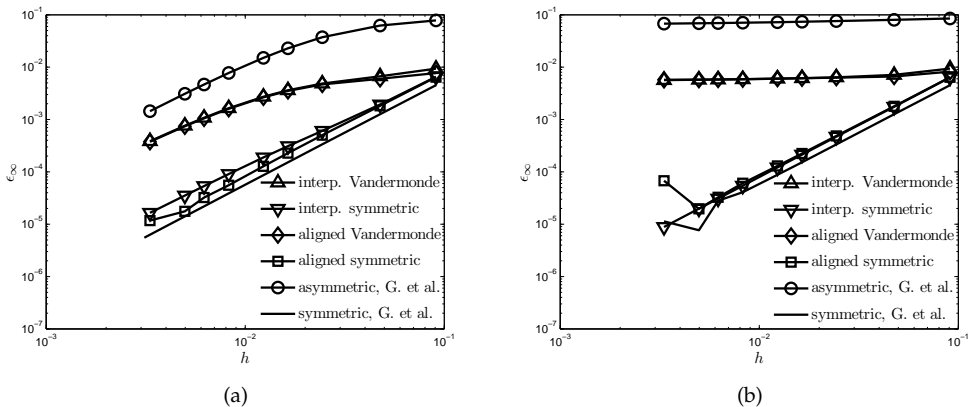 10⁻¹
10⁻²
10⁻³
10⁻⁴
10⁻⁵
10⁻⁶
10⁻⁷
ϵ∞
interp. Vandermonde
interp. symmetric
aligned Vandermonde
aligned symmetric
asymmetric, G. et al.
symmetric, G. et al.
10⁻³
10⁻²
10⁻¹
h
(a)
10⁻¹
10⁻²
10⁻³
10⁻⁴
10⁻⁵
10⁻⁶
10⁻⁷
ϵ∞
interp. Vandermonde
interp. symmetric
aligned Vandermonde
aligned symmetric
asymmetric, G. et al.
symmetric, G. et al.
10⁻³
10⁻²
10⁻¹
h
(b)